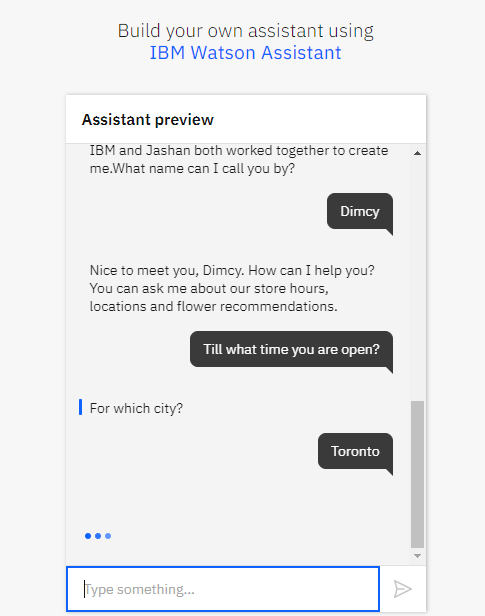 Build your own assistant using
IBM Watson Assistant
Assistant preview
IBM and Jashan both worked together to create
me.What name can I call you by?
Dimcy
Nice to meet you, Dimcy. How can I help you?
You can ask me about our store hours,
locations and flower recommendations.
Till what time you are open?
For which city?
Toronto
Type something...